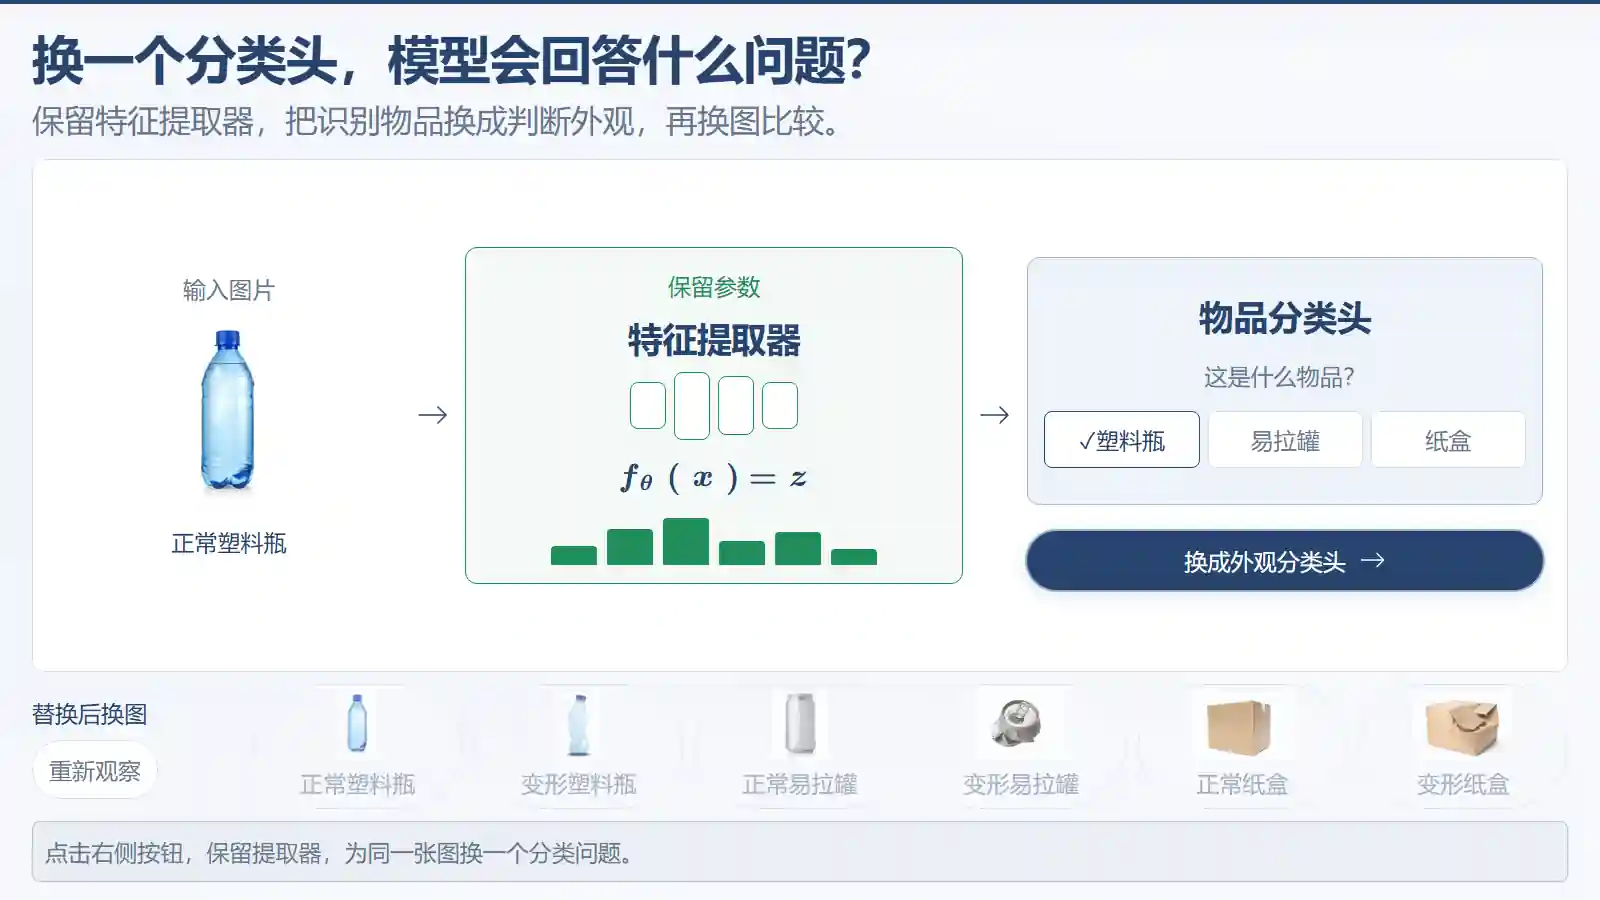 换一个分类头，模型会回答什么问题？
保留特征提取器，把识别物品换成判断外观，再换图比较。
输入图片
正常塑料瓶
→
保留参数
特征提取器
f_θ ( x ) = z
→
物品分类头
这是什么物品？
✓塑料瓶 易拉罐 纸盒
换成外观分类头 →
替换后换图
重新观察
正常塑料瓶 变形塑料瓶 正常易拉罐 变形易拉罐 正常纸盒 变形纸盒
点击右侧按钮，保留提取器，为同一张图换一个分类问题。